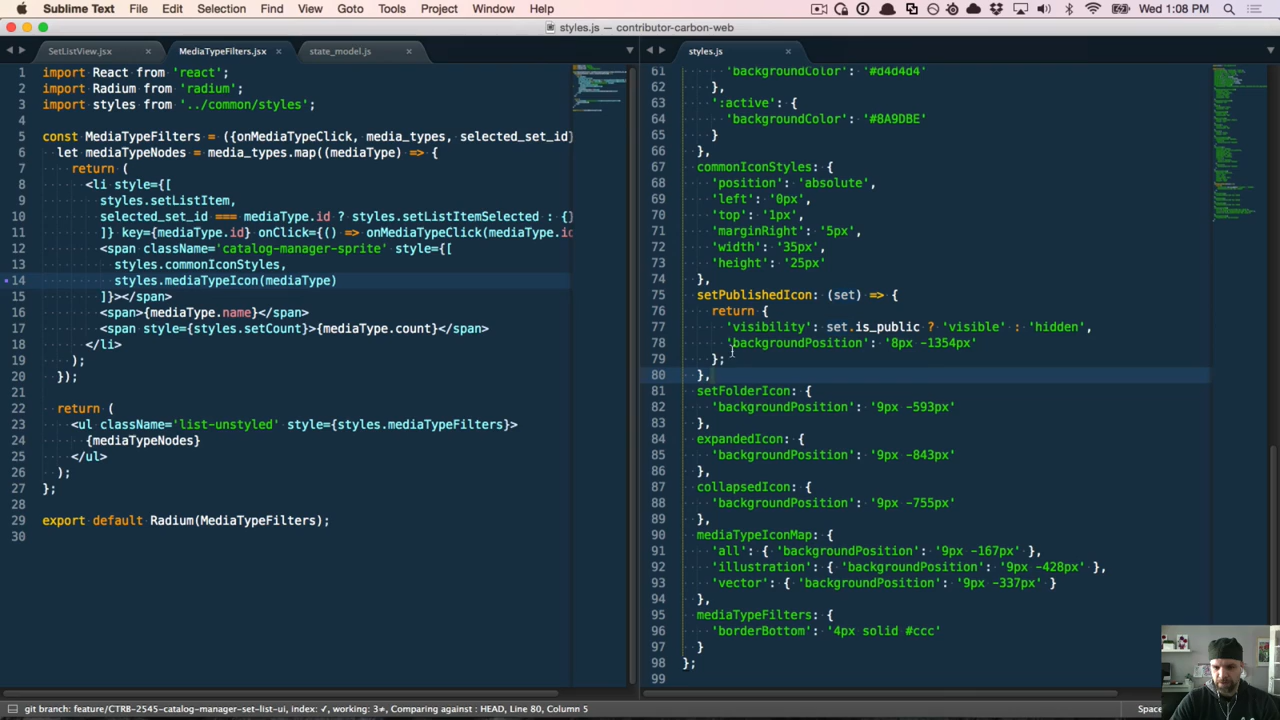 Sublime Text File Edit Selection Find View Goto Tools Project Window Help Wed 1:08 PM
styles.js — contributor-carbon-web
SetListView.jsx MediaTypeFilters.jsx state_model.js styles.js
1 import React from 'react';
2 import Radium from 'radium';
3 import styles from '../common/styles';
4
5 const MediaTypeFilters = ({onMediaTypeClick, media_types, selected_set_id}
6 let mediaTypeNodes = media_types.map((mediaType) => {
7 return (
8 <li style={[
9 styles.setListItem,
10 selected_set_id === mediaType.id ? styles.setListItemSelected : {}
11 ]} key={mediaType.id} onClick={() => onMediaTypeClick(mediaType.id
12 <span className='catalog-manager-sprite' style={[
13 styles.commonIconStyles,
14 styles.mediaTypeIcon(mediaType)
15 ]}></span>
16 <span>{mediaType.name}</span>
17 <span style={styles.setCount}>{mediaType.count}</span>
18 </li>
19 );
20 });
21
22 return (
23 <ul className='list-unstyled' style={styles.mediaTypeFilters}>
24 {mediaTypeNodes}
25 </ul>
26 );
27 };
28
29 export default Radium(MediaTypeFilters);
30
61 'backgroundColor': '#d4d4d4'
62 },
63 ':active': {
64 'backgroundColor': '#8A9DBE'
65 }
66 },
67 commonIconStyles: {
68 'position': 'absolute',
69 'left': '0px',
70 'top': '1px',
71 'marginRight': '5px',
72 'width': '35px',
73 'height': '25px'
74 },
75 setPublishedIcon: (set) => {
76 return {
77 'visibility': set.is_public ? 'visible' : 'hidden',
78 'backgroundPosition': '8px -1354px'
79 };
80 },
81 setFolderIcon: {
82 'backgroundPosition': '9px -593px'
83 },
84 expandedIcon: {
85 'backgroundPosition': '9px -843px'
86 },
87 collapsedIcon: {
88 'backgroundPosition': '9px -755px'
89 },
90 mediaTypeIconMap: {
91 'all': { 'backgroundPosition': '9px -167px' },
92 'illustration': { 'backgroundPosition': '9px -428px' },
93 'vector': { 'backgroundPosition': '9px -337px' }
94 },
95 mediaTypeFilters: {
96 'borderBottom': '4px solid #ccc'
97 }
98 };
99
git branch: feature/CTRB-2545-catalog-manager-set-list-ui, index: ✓, working: 3≠, Comparing against : HEAD, Line 80, Column 5 Space